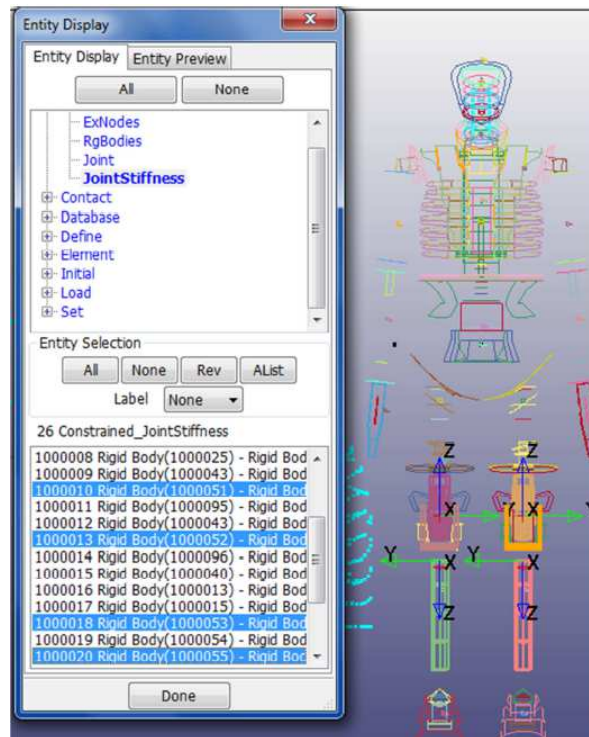 Entity Display
Entity Display Entity Preview
All None
ExNodes
RgBodies
Joint
JointStiffness
Contact
Database
Define
Element
Initial
Load
Set
Entity Selection
All None Rev AList
Label None
26 Constrained_JointStiffness
1000008 Rigid Body(1000025) - Rigid Bod
1000009 Rigid Body(1000043) - Rigid Bod
1000010 Rigid Body(1000051) - Rigid Bod
1000011 Rigid Body(1000095) - Rigid Bod
1000012 Rigid Body(1000043) - Rigid Bod
1000013 Rigid Body(1000052) - Rigid Bod
1000014 Rigid Body(1000096) - Rigid Bod
1000015 Rigid Body(1000040) - Rigid Bod
1000016 Rigid Body(1000013) - Rigid Bod
1000017 Rigid Body(1000015) - Rigid Bod
1000018 Rigid Body(1000053) - Rigid Bod
1000019 Rigid Body(1000054) - Rigid Bod
1000020 Rigid Body(1000055) - Rigid Bod
Done
Z Z
X Y X Y
Y X Y X
Z Z